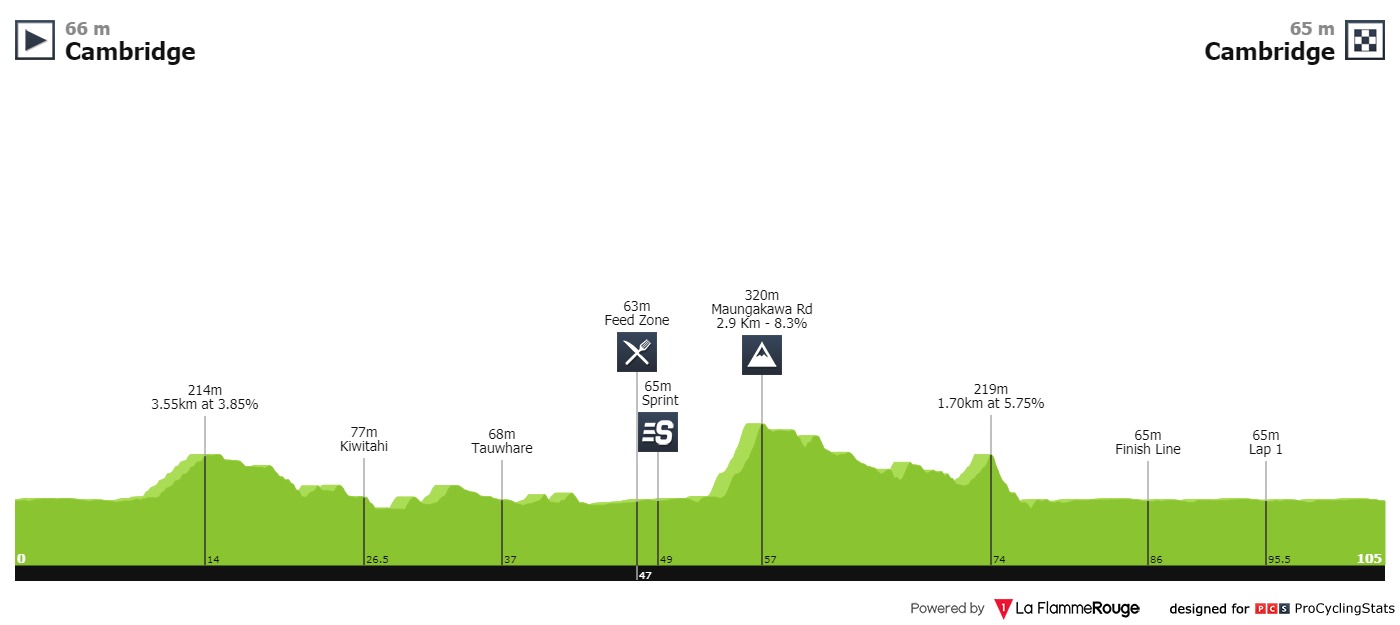 66 m
Cambridge
65 m
Cambridge
214m
3.55km at 3.85%
77m
Kiwitahi
68m
Tauwhare
63m
Feed Zone
65m
Sprint
S
320m
Maungakawa Rd
2.9 Km - 8.3%
219m
1.70km at 5.75%
65m
Finish Line
65m
Lap 1
0
14
26.5
37
47
49
57
74
86
95.5
105
Powered by 1 La FlammeRouge designed for PCS ProCyclingStats